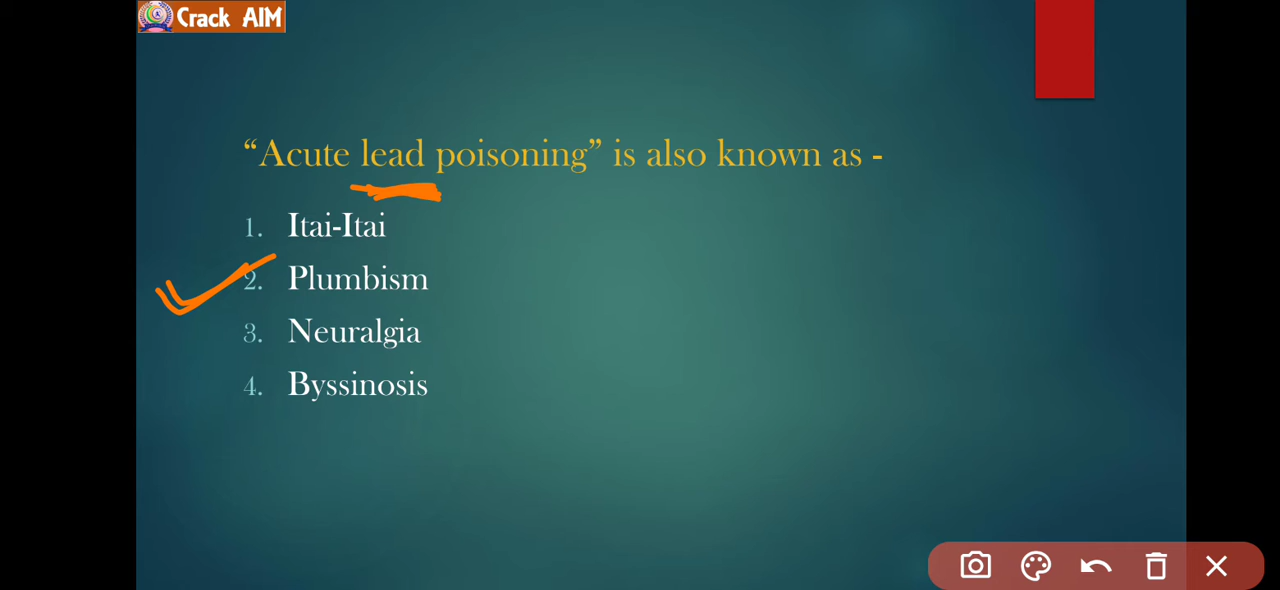 Crack AIM
“Acute lead poisoning” is also known as -
1. Itai-Itai
2. Plumbism
3. Neuralgia
4. Byssinosis